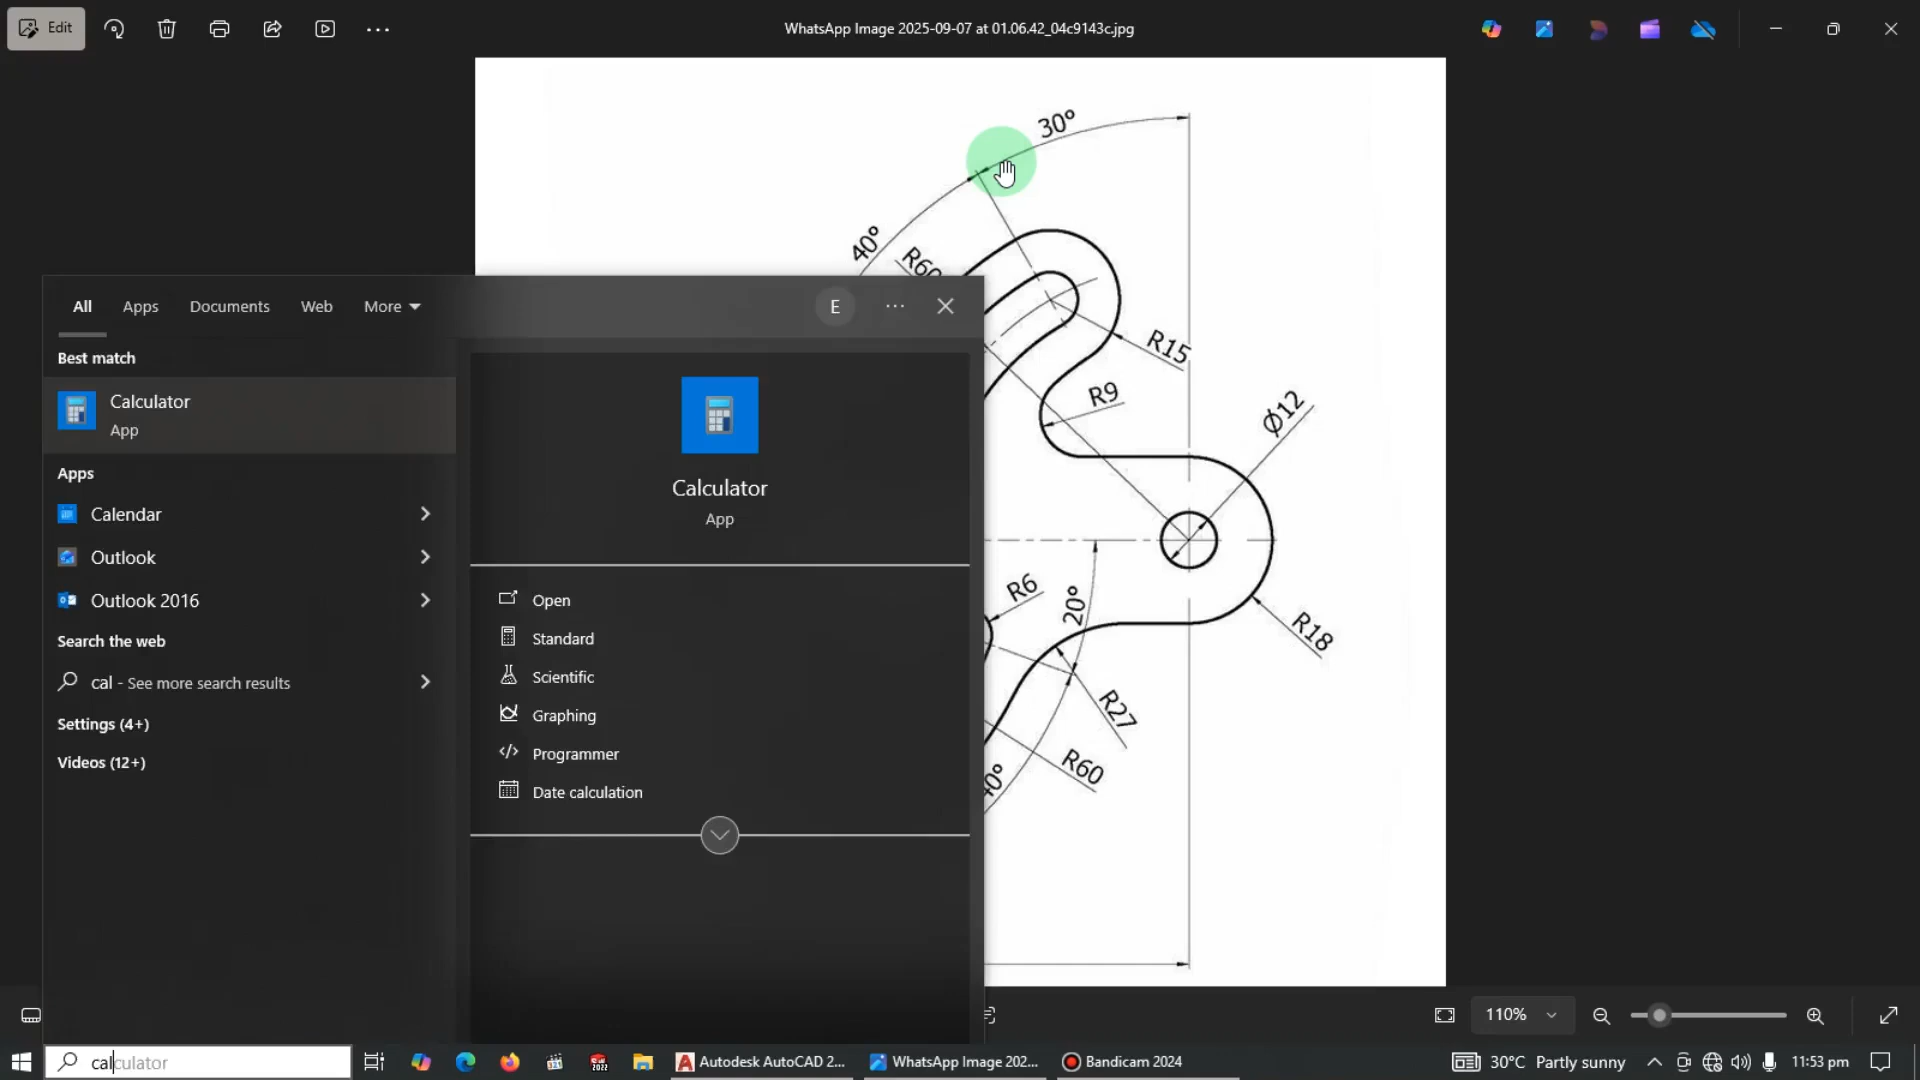 Edit
WhatsApp Image 2025-09-07 at 01.06.42_04c9143c.jpg
30°
40°
R60
R15
R9
Ø12
R6
20°
R18
R27
R60
All Apps Documents Web More E
Best match
Calculator
App
Apps
Calendar
Outlook
Outlook 2016
Search the web
cal - See more search results
Settings (4+)
Videos (12+)
Calculator
App
Open
Standard
Scientific
Graphing
Programmer
Date calculation
110%
calculator
Autodesk AutoCAD 2...
WhatsApp Image 202...
Bandicam 2024
30°C Partly sunny
11:53 pm